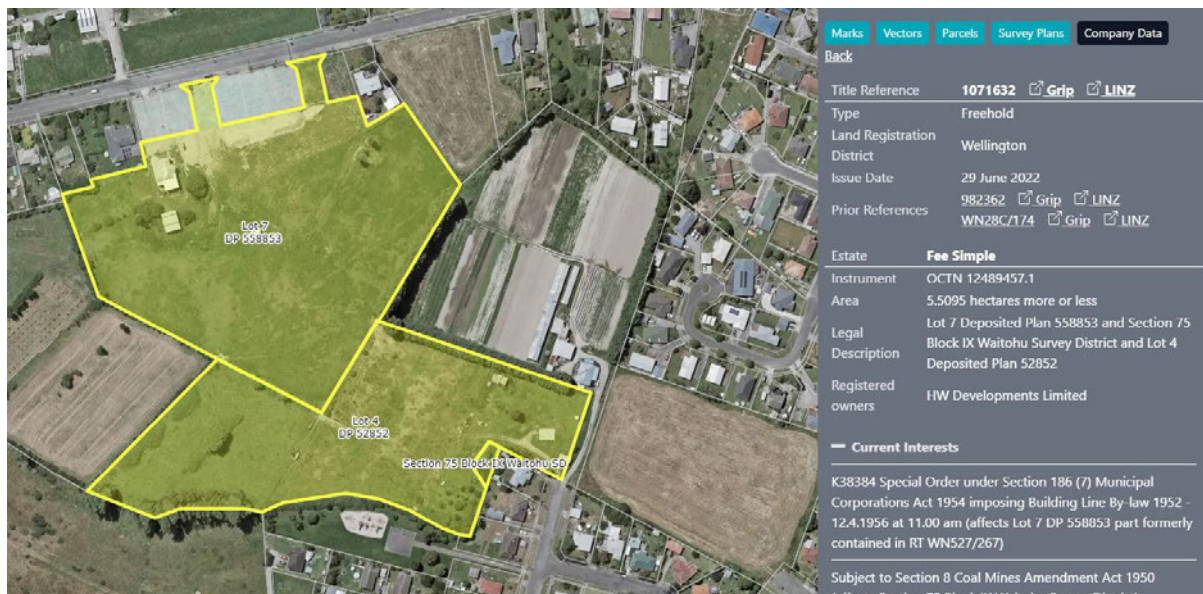 Marks Vectors Parcels Survey Plans Company Data
Back
Title Reference 1071632 Grip LINZ
Type Freehold
Land Registration District Wellington
Issue Date 29 June 2022
Prior References 982362 Grip LINZ
WN28C/174 Grip LINZ
Estate Fee Simple
Instrument OCTN 12489457.1
Area 5.5095 hectares more or less
Legal Description Lot 7 Deposited Plan 558853 and Section 75
Block IX Waitohu Survey District and Lot 4
Deposited Plan 52852
Registered owners HW Developments Limited
Current Interests
K38384 Special Order under Section 186 (7) Municipal
Corporations Act 1954 imposing Building Line By-law 1952 -
12.4.1956 at 11.00 am (affects Lot 7 DP 558853 part formerly
contained in RT WN527/267)
Subject to Section 8 Coal Mines Amendment Act 1950
Lot 7
DP 558853
Lot 4
DP 52852
Section 75 Block IX Waitohu SD